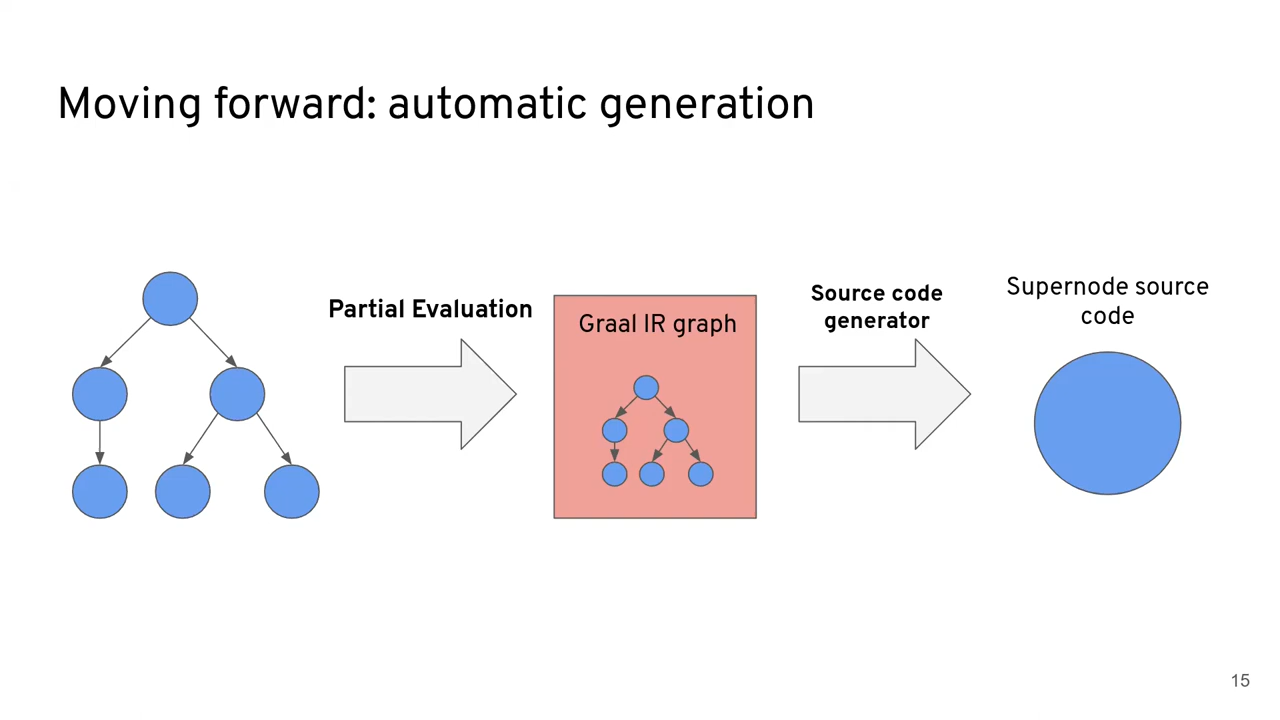 Moving forward: automatic generation
Partial Evaluation
Graal IR graph
Source code
generator
Supernode source
code
15